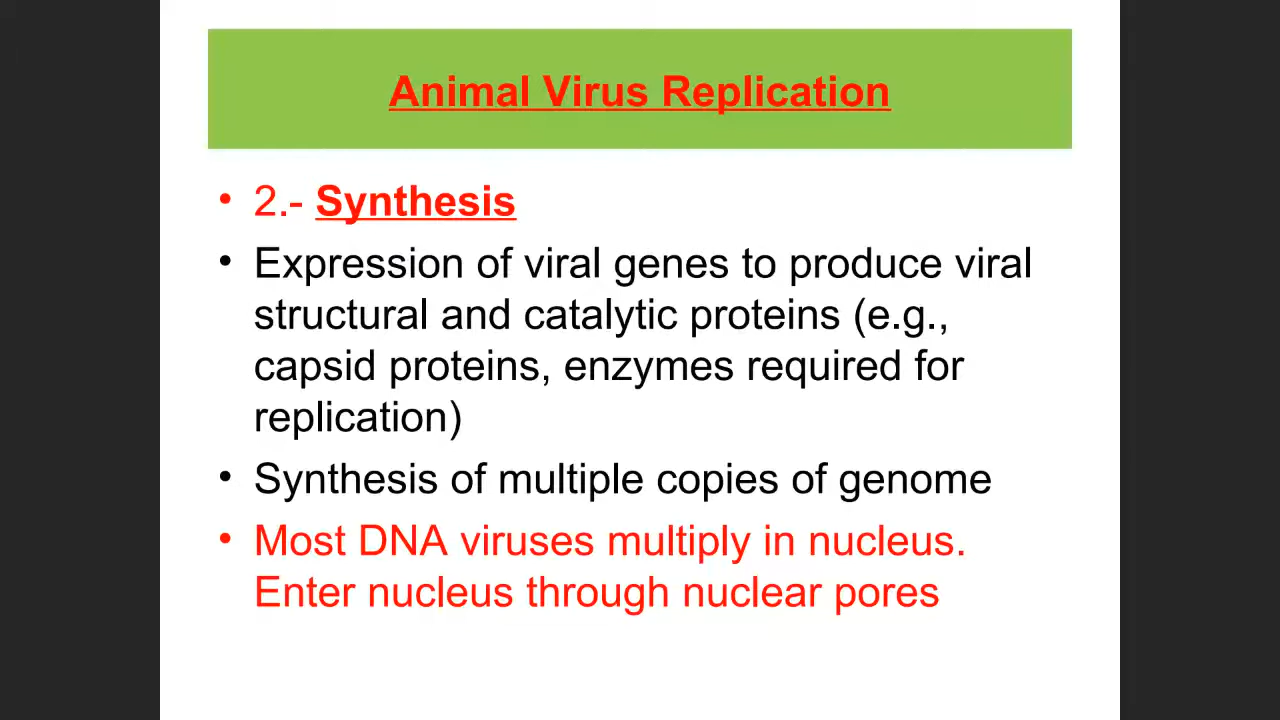 Animal Virus Replication
• 2.- Synthesis
• Expression of viral genes to produce viral
structural and catalytic proteins (e.g.,
capsid proteins, enzymes required for
replication)
• Synthesis of multiple copies of genome
• Most DNA viruses multiply in nucleus.
Enter nucleus through nuclear pores